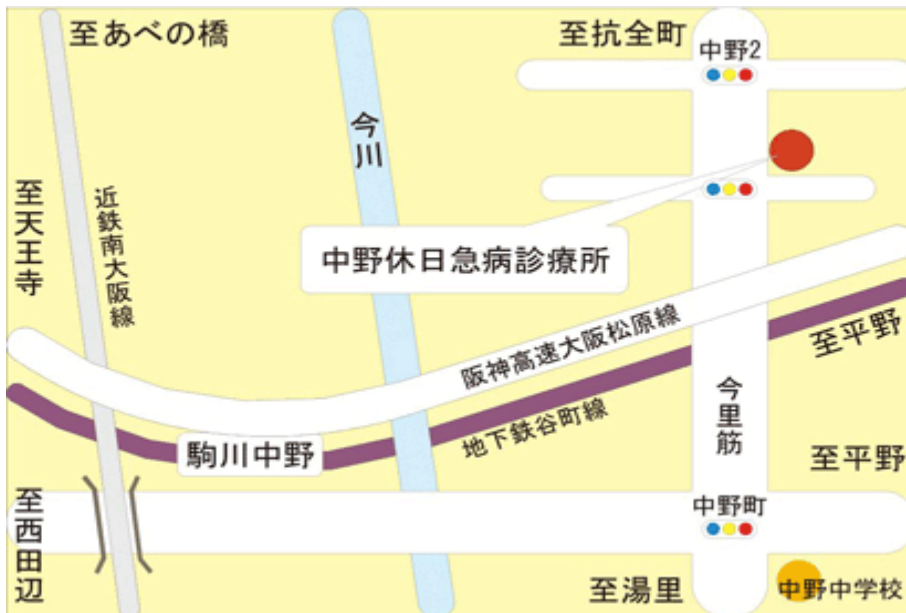 至あべの橋
至抗全町
中野2
今川
至天王寺
近鉄南大阪線
中野休日急病診療所
阪神高速大阪松原線
至平野
地下鉄谷町線
今里筋
駒川中野
至平野
至西田辺
中野町
至湯里
中野中学校